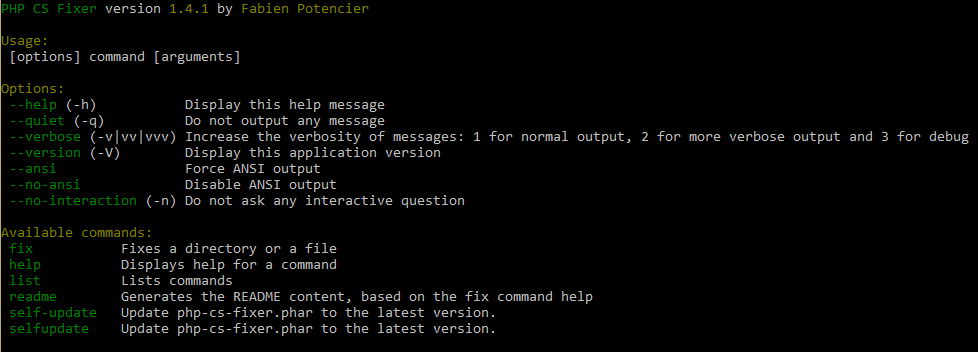 PHP CS Fixer version 1.4.1 by Fabien Potencier
Usage:
[options] command [arguments]
Options:
--help (-h) Display this help message
--quiet (-q) Do not output any message
--verbose (-v|vv|vvv) Increase the verbosity of messages: 1 for normal output, 2 for more verbose output and 3 for debug
--version (-V) Display this application version
--ansi Force ANSI output
--no-ansi Disable ANSI output
--no-interaction (-n) Do not ask any interactive question
Available commands:
fix Fixes a directory or a file
help Displays help for a command
list Lists commands
readme Generates the README content, based on the fix command help
self-update Update php-cs-fixer.phar to the latest version.
selfupdate Update php-cs-fixer.phar to the latest version.